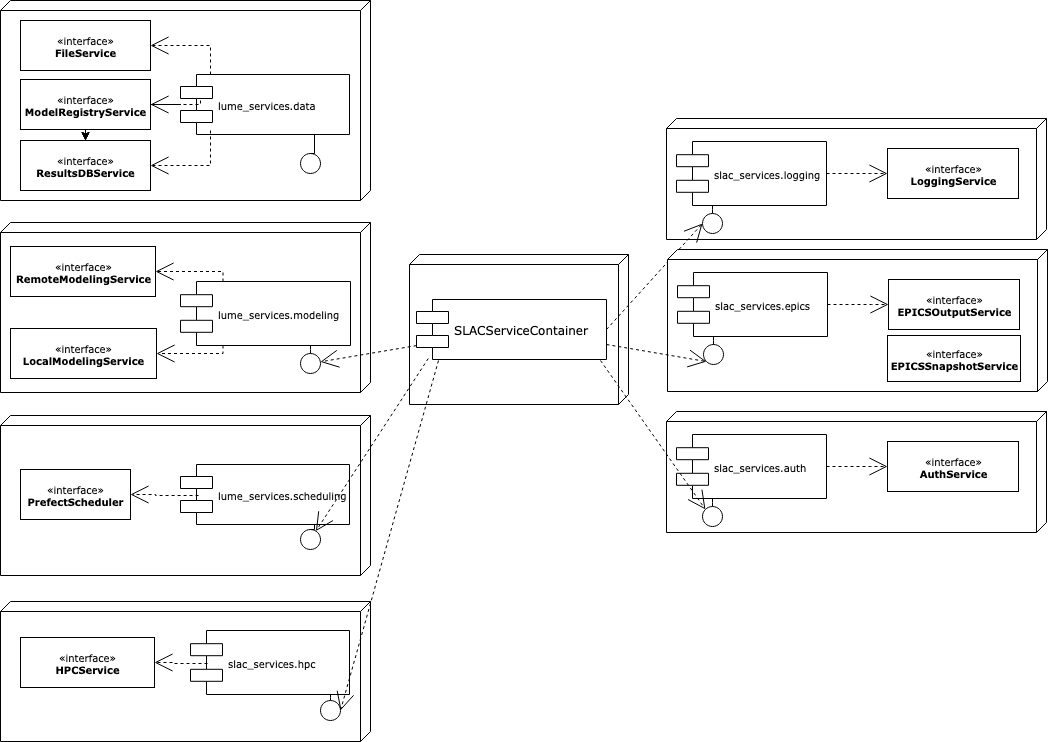 «interface»
FileService
«interface»
ModelRegistryService
«interface»
ResultsDBService
lume_services.data
«interface»
RemoteModelingService
«interface»
LocalModelingService
lume_services.modeling
«interface»
PrefectScheduler
lume_services.scheduling
«interface»
HPCService
slac_services.hpc
SLACServiceContainer
slac_services.logging
«interface»
LoggingService
slac_services.epics
«interface»
EPICSOutputService
«interface»
EPICSSnapshotService
slac_services.auth
«interface»
AuthService